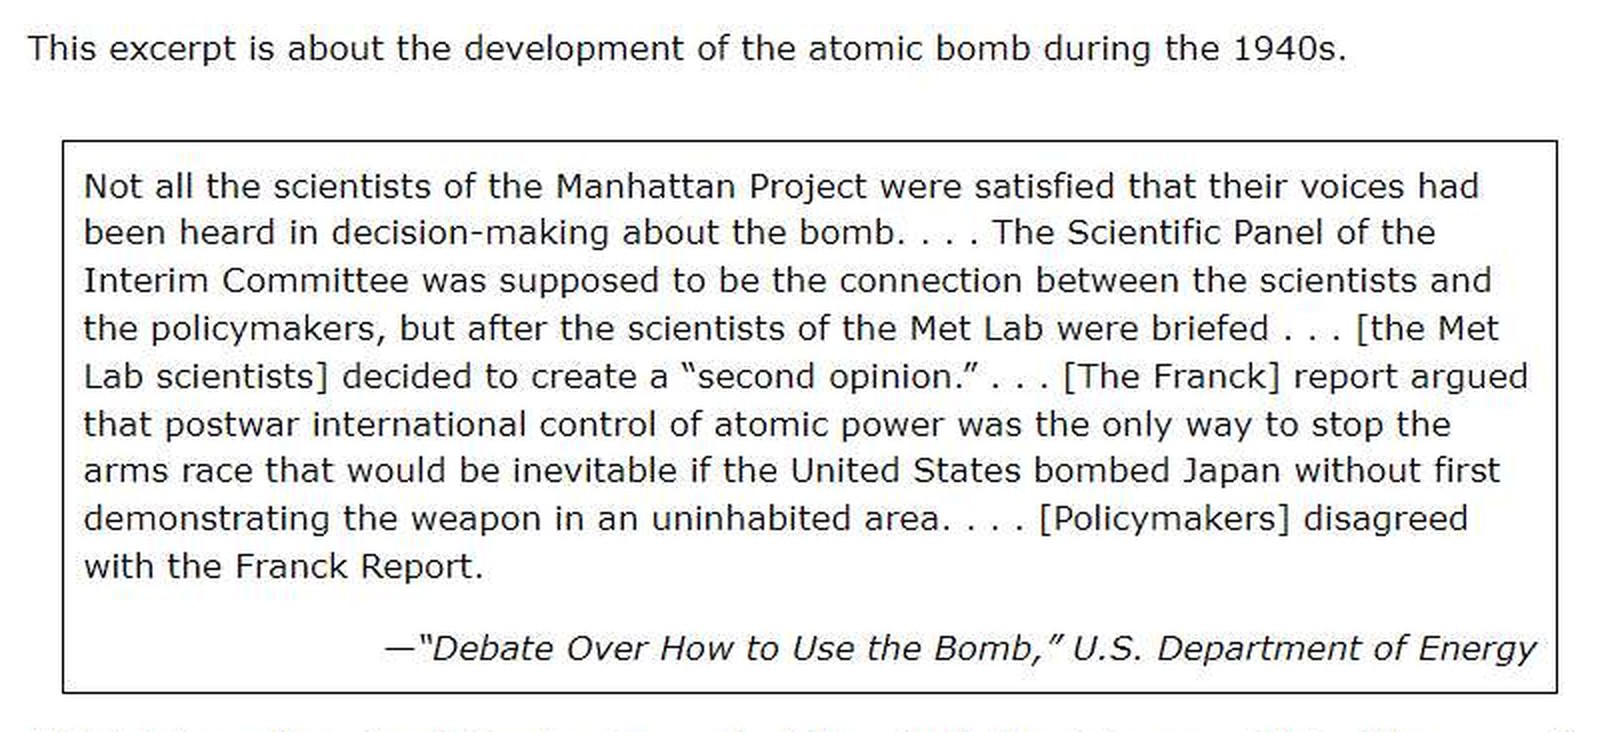 This excerpt is about the development of the atomic bomb during the 1940s.
Not all the scientists of the Manhattan Project were satisfied that their voices had
been heard in decision-making about the bomb. . . . The Scientific Panel of the
Interim Committee was supposed to be the connection between the scientists and
the policymakers, but after the scientists of the Met Lab were briefed . . . [the Met
Lab scientists] decided to create a “second opinion.” . . . [The Franck] report argued
that postwar international control of atomic power was the only way to stop the
arms race that would be inevitable if the United States bombed Japan without first
demonstrating the weapon in an uninhabited area. . . . [Policymakers] disagreed
with the Franck Report.
—“Debate Over How to Use the Bomb,” U.S. Department of Energy